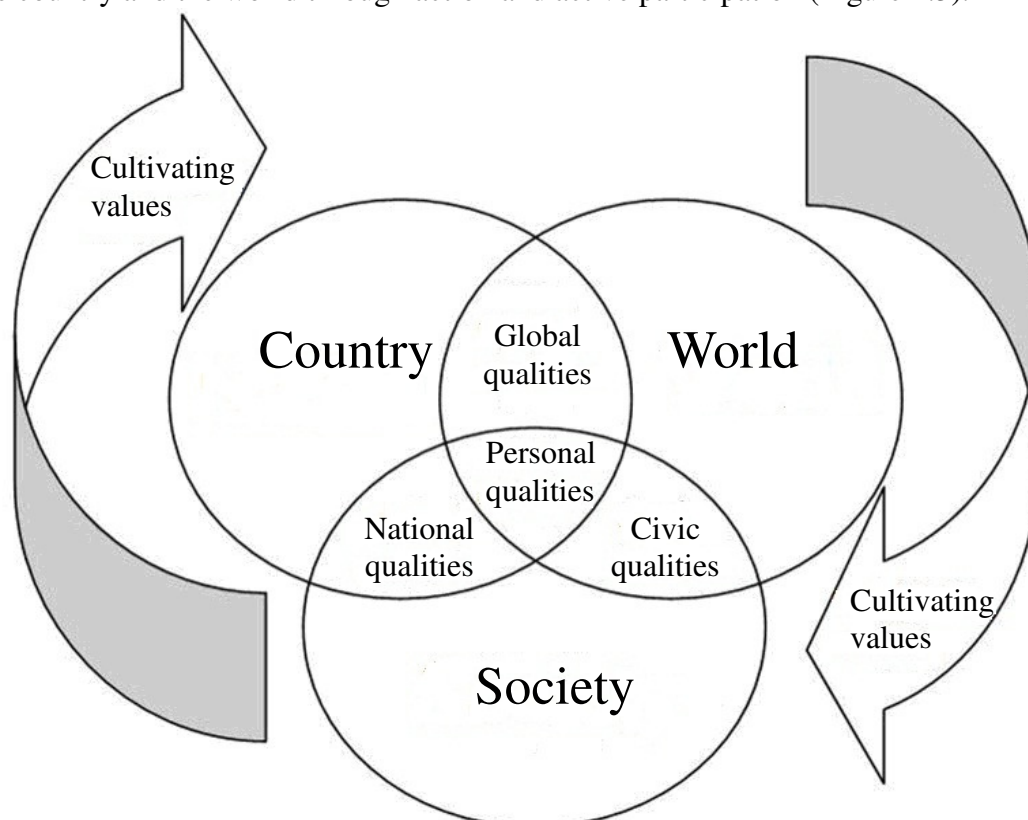 Cultivating
values
Country
Global
qualities
World
Personal
qualities
National
qualities
Civic
qualities
Cultivating
values
Society